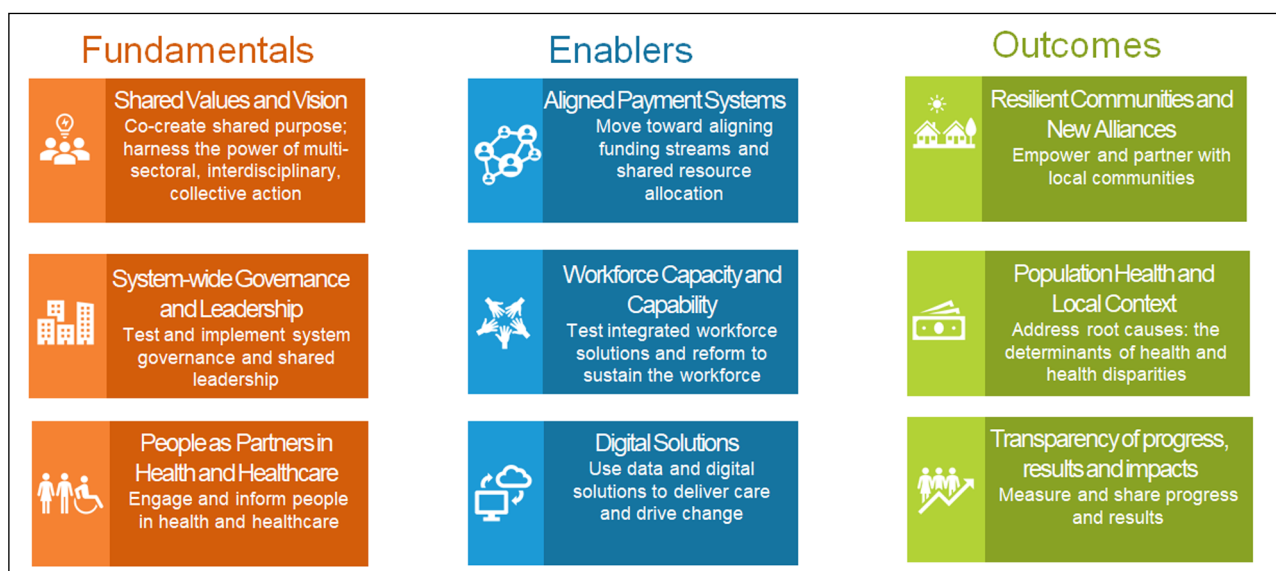 Fundamentals
Shared Values and Vision
Co-create shared purpose;
harness the power of multi-
sectoral, interdisciplinary,
collective action
System-wide Governance
and Leadership
Test and implement system
governance and shared
leadership
People as Partners in
Health and Healthcare
Engage and inform people
in health and healthcare
Enablers
Aligned Payment Systems
Move toward aligning
funding streams and
shared resource
allocation
Workforce Capacity and
Capability
Test integrated workforce
solutions and reform to
sustain the workforce
Digital Solutions
Use data and digital
solutions to deliver care
and drive change
Outcomes
Resilient Communities and
New Alliances
Empower and partner with
local communities
Population Health and
Local Context
Address root causes: the
determinants of health and
health disparities
Transparency of progress,
results and impacts
Measure and share progress
and results